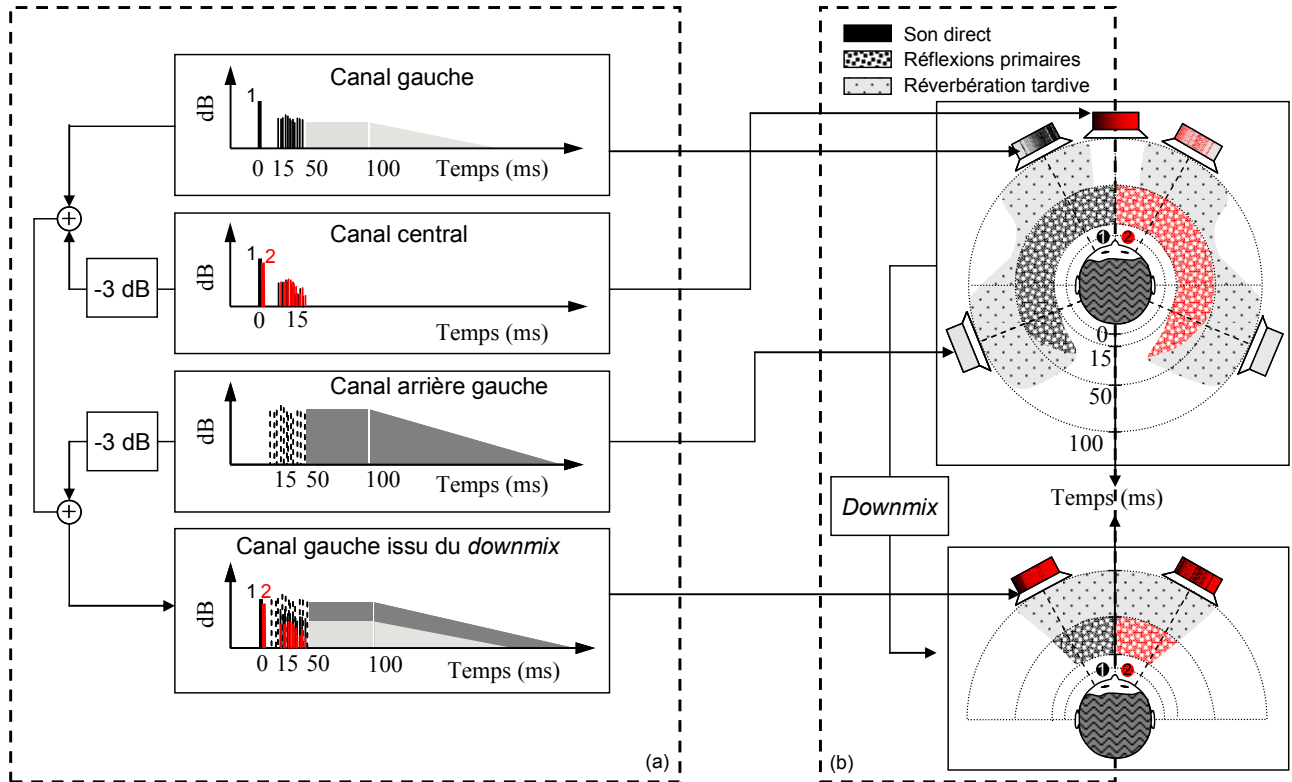 Canal gauche
dB
1
0 15 50 100 Temps (ms)
+
Canal central
1 2
-3 dB
0 15 Temps (ms)
Canal arrière gauche
dB
-3 dB
15 50 100 Temps (ms)
+
Canal gauche issu du downmix
dB
1 2
0 15 50 100 Temps (ms)
(a)
Son direct
Réflexions primaires
Réverbération tardive
1 2
0
15
50
100
Temps (ms)
Downmix
1 2
(b)